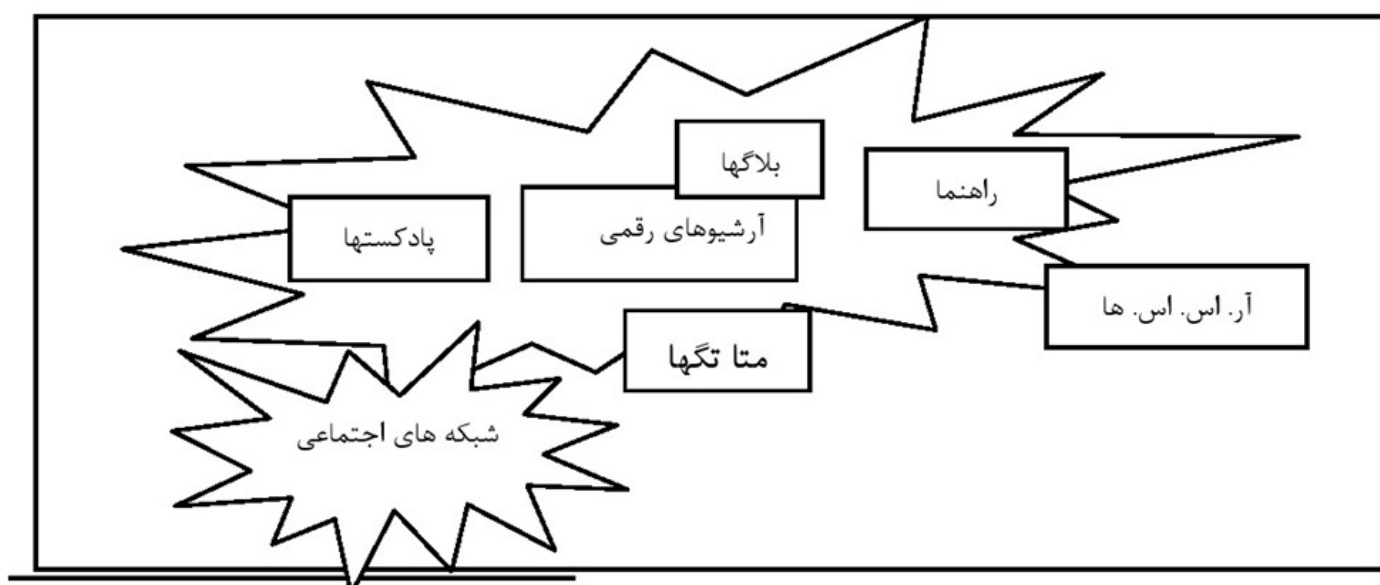 بلاگها
راهنما
آرشیوهای رقمی
پادکستها
آر. اس. اس. ها
متا تگها
شبکه های اجتماعی